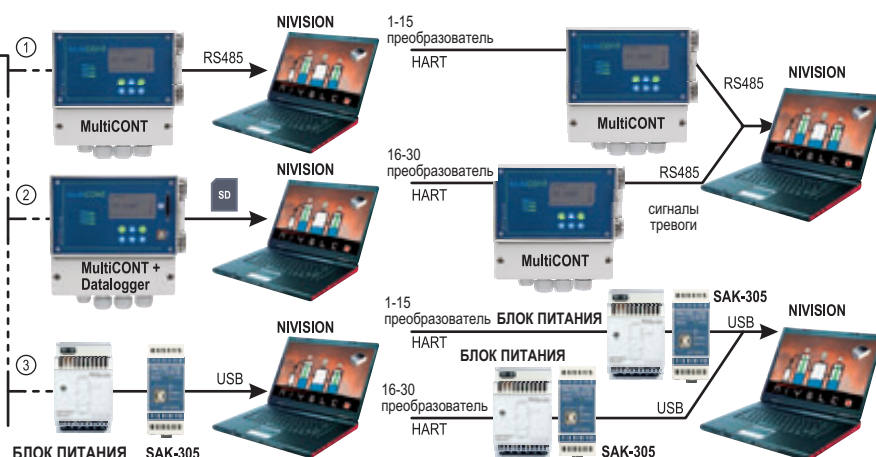 1
MultiCONT
RS485
NIVISION
2
MultiCONT +
Datalogger
SD
NIVISION
3
БЛОК ПИТАНИЯ
SAK-305
USB
NIVISION
1-15
преобразователь
HART
MultiCONT
RS485
NIVISION
16-30
преобразователь
HART
MultiCONT
RS485
сигналы
тревоги
1-15
преобразователь
HART
БЛОК ПИТАНИЯ
SAK-305
USB
NIVISION
16-30
преобразователь
HART
БЛОК ПИТАНИЯ
SAK-305
USB